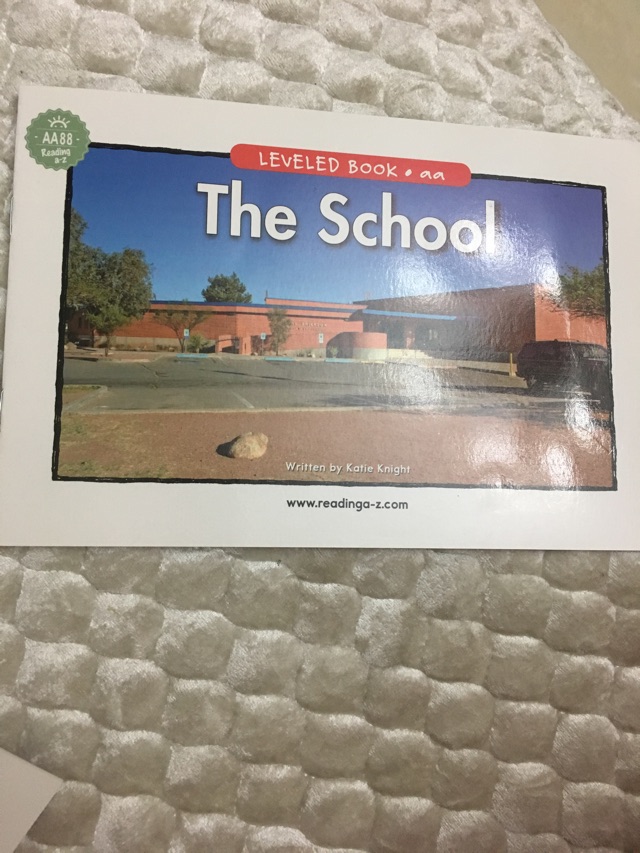 AA88
Reading
a-z
LEVELED BOOK • aa
The School
Written by Katie Knight
www.readinga-z.com